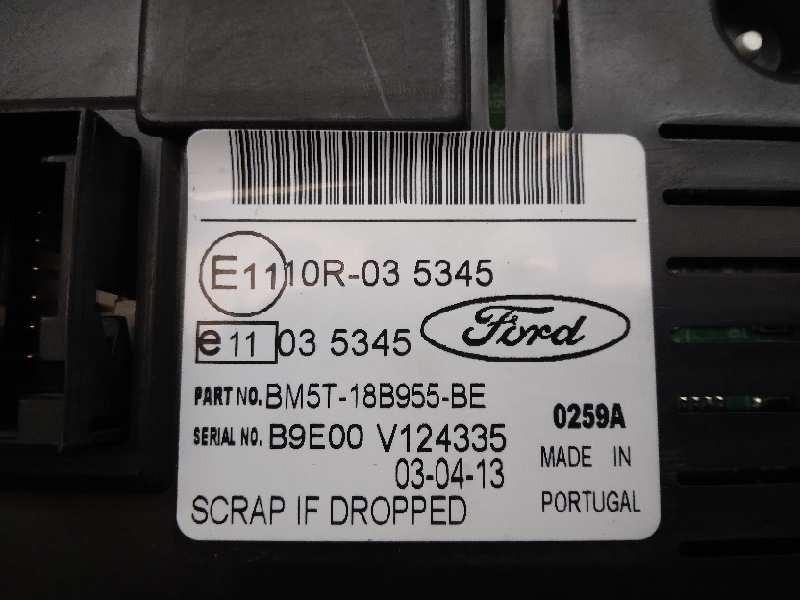 E11 10R-03 5345
e11 03 5345 Ford
PART NO. BM5T-18B955-BE
0259A
SERIAL NO. B9E00 V124335
03-04-13
MADE IN
PORTUGAL
SCRAP IF DROPPED